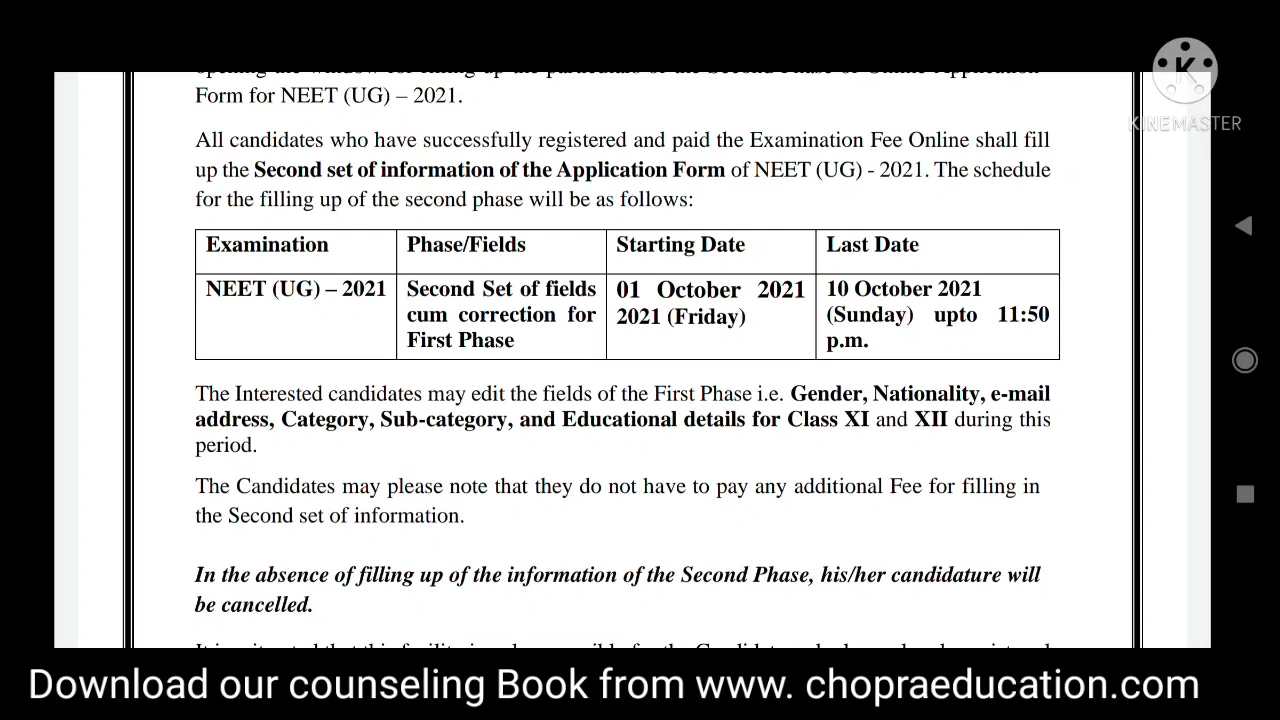 Form for NEET (UG) – 2021.
All candidates who have successfully registered and paid the Examination Fee Online shall fill
up the Second set of information of the Application Form of NEET (UG) - 2021. The schedule
for the filling up of the second phase will be as follows:
Examination Phase/Fields Starting Date Last Date
NEET (UG) – 2021 Second Set of fields 01 October 2021 10 October 2021
cum correction for 2021 (Friday) (Sunday) upto 11:50
First Phase p.m.
The Interested candidates may edit the fields of the First Phase i.e. Gender, Nationality, e-mail
address, Category, Sub-category, and Educational details for Class XI and XII during this
period.
The Candidates may please note that they do not have to pay any additional Fee for filling in
the Second set of information.
In the absence of filling up of the information of the Second Phase, his/her candidature will
be cancelled.
K
KINEMASTER
Download our counseling Book from www. chopraeducation.com